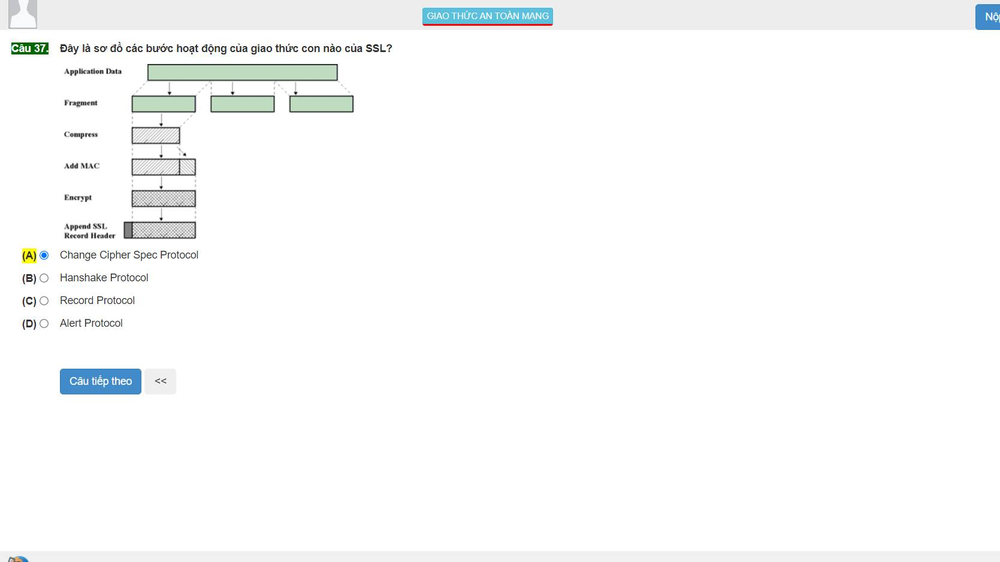 GIAO THỨC AN TOÀN MẠNG
Câu 37. Đây là sơ đồ các bước hoạt động của giao thức con nào của SSL?
Application Data
Fragment
Compress
Add MAC
Encrypt
Append SSL
Record Header
(A) Change Cipher Spec Protocol
(B) Hanshake Protocol
(C) Record Protocol
(D) Alert Protocol
Câu tiếp theo <<